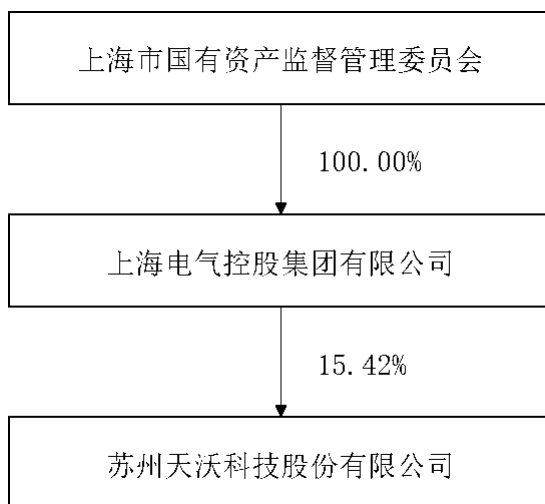 上海市国有资产监督管理委员会
100.00%
上海电气控股集团有限公司
15.42%
苏州天沃科技股份有限公司